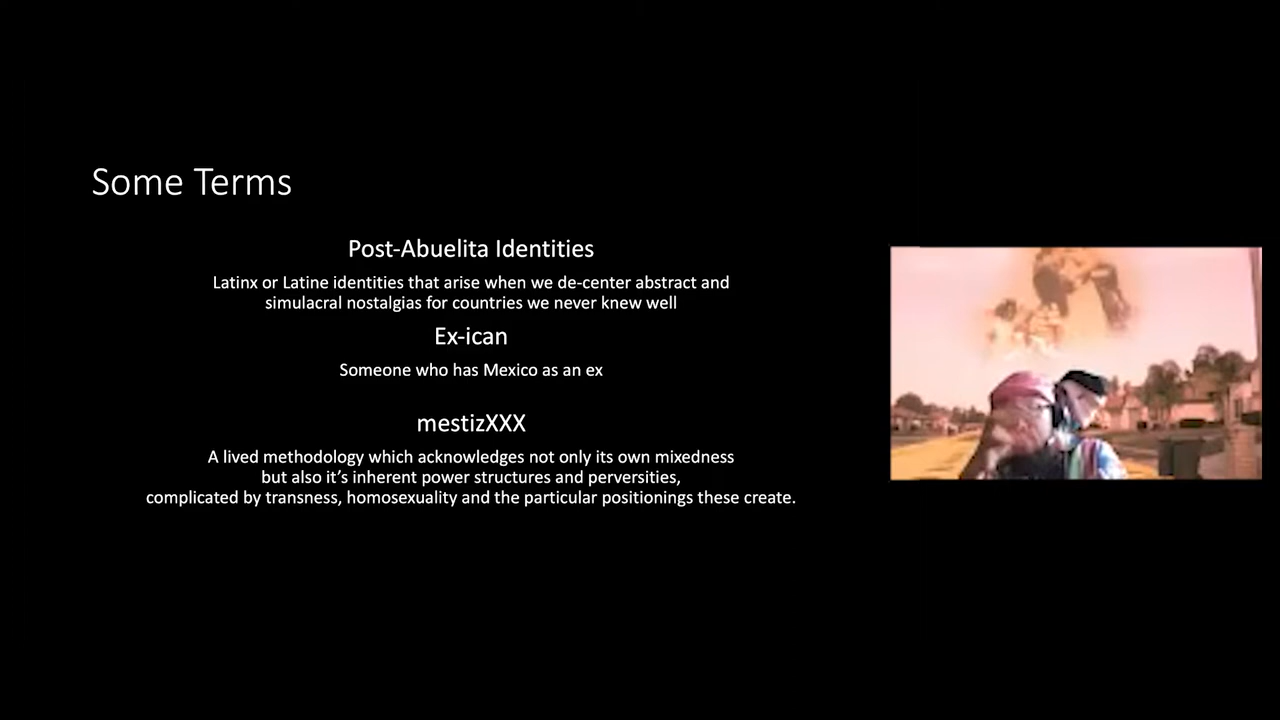 Some Terms
Post-Abuelita Identities
Latinx or Latine identities that arise when we de-center abstract and
simulacral nostalgias for countries we never knew well
Ex-ican
Someone who has Mexico as an ex
mestizXXX
A lived methodology which acknowledges not only its own mixedness
but also it’s inherent power structures and perversities,
complicated by transness, homosexuality and the particular positionings these create.